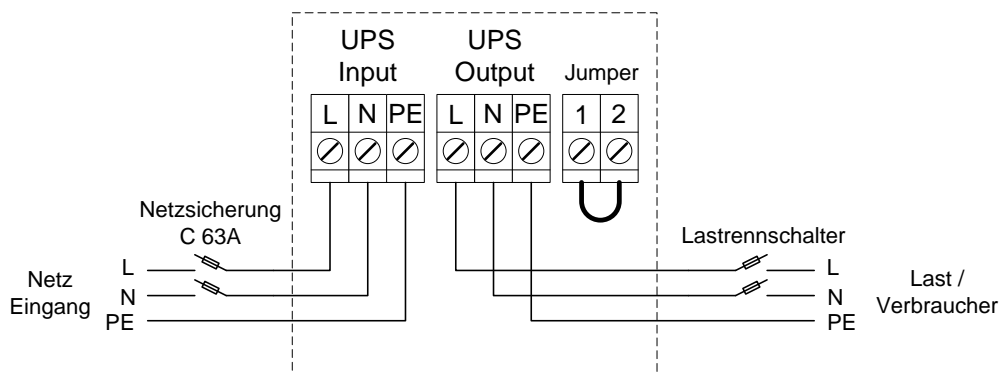 UPS
Input
UPS
Output
Jumper
L N PE
L N PE
1 2
Netzsicherung
C 63A
Netz
Eingang
L
N
PE
Lastrennschalter
L
N
PE
Last /
Verbraucher